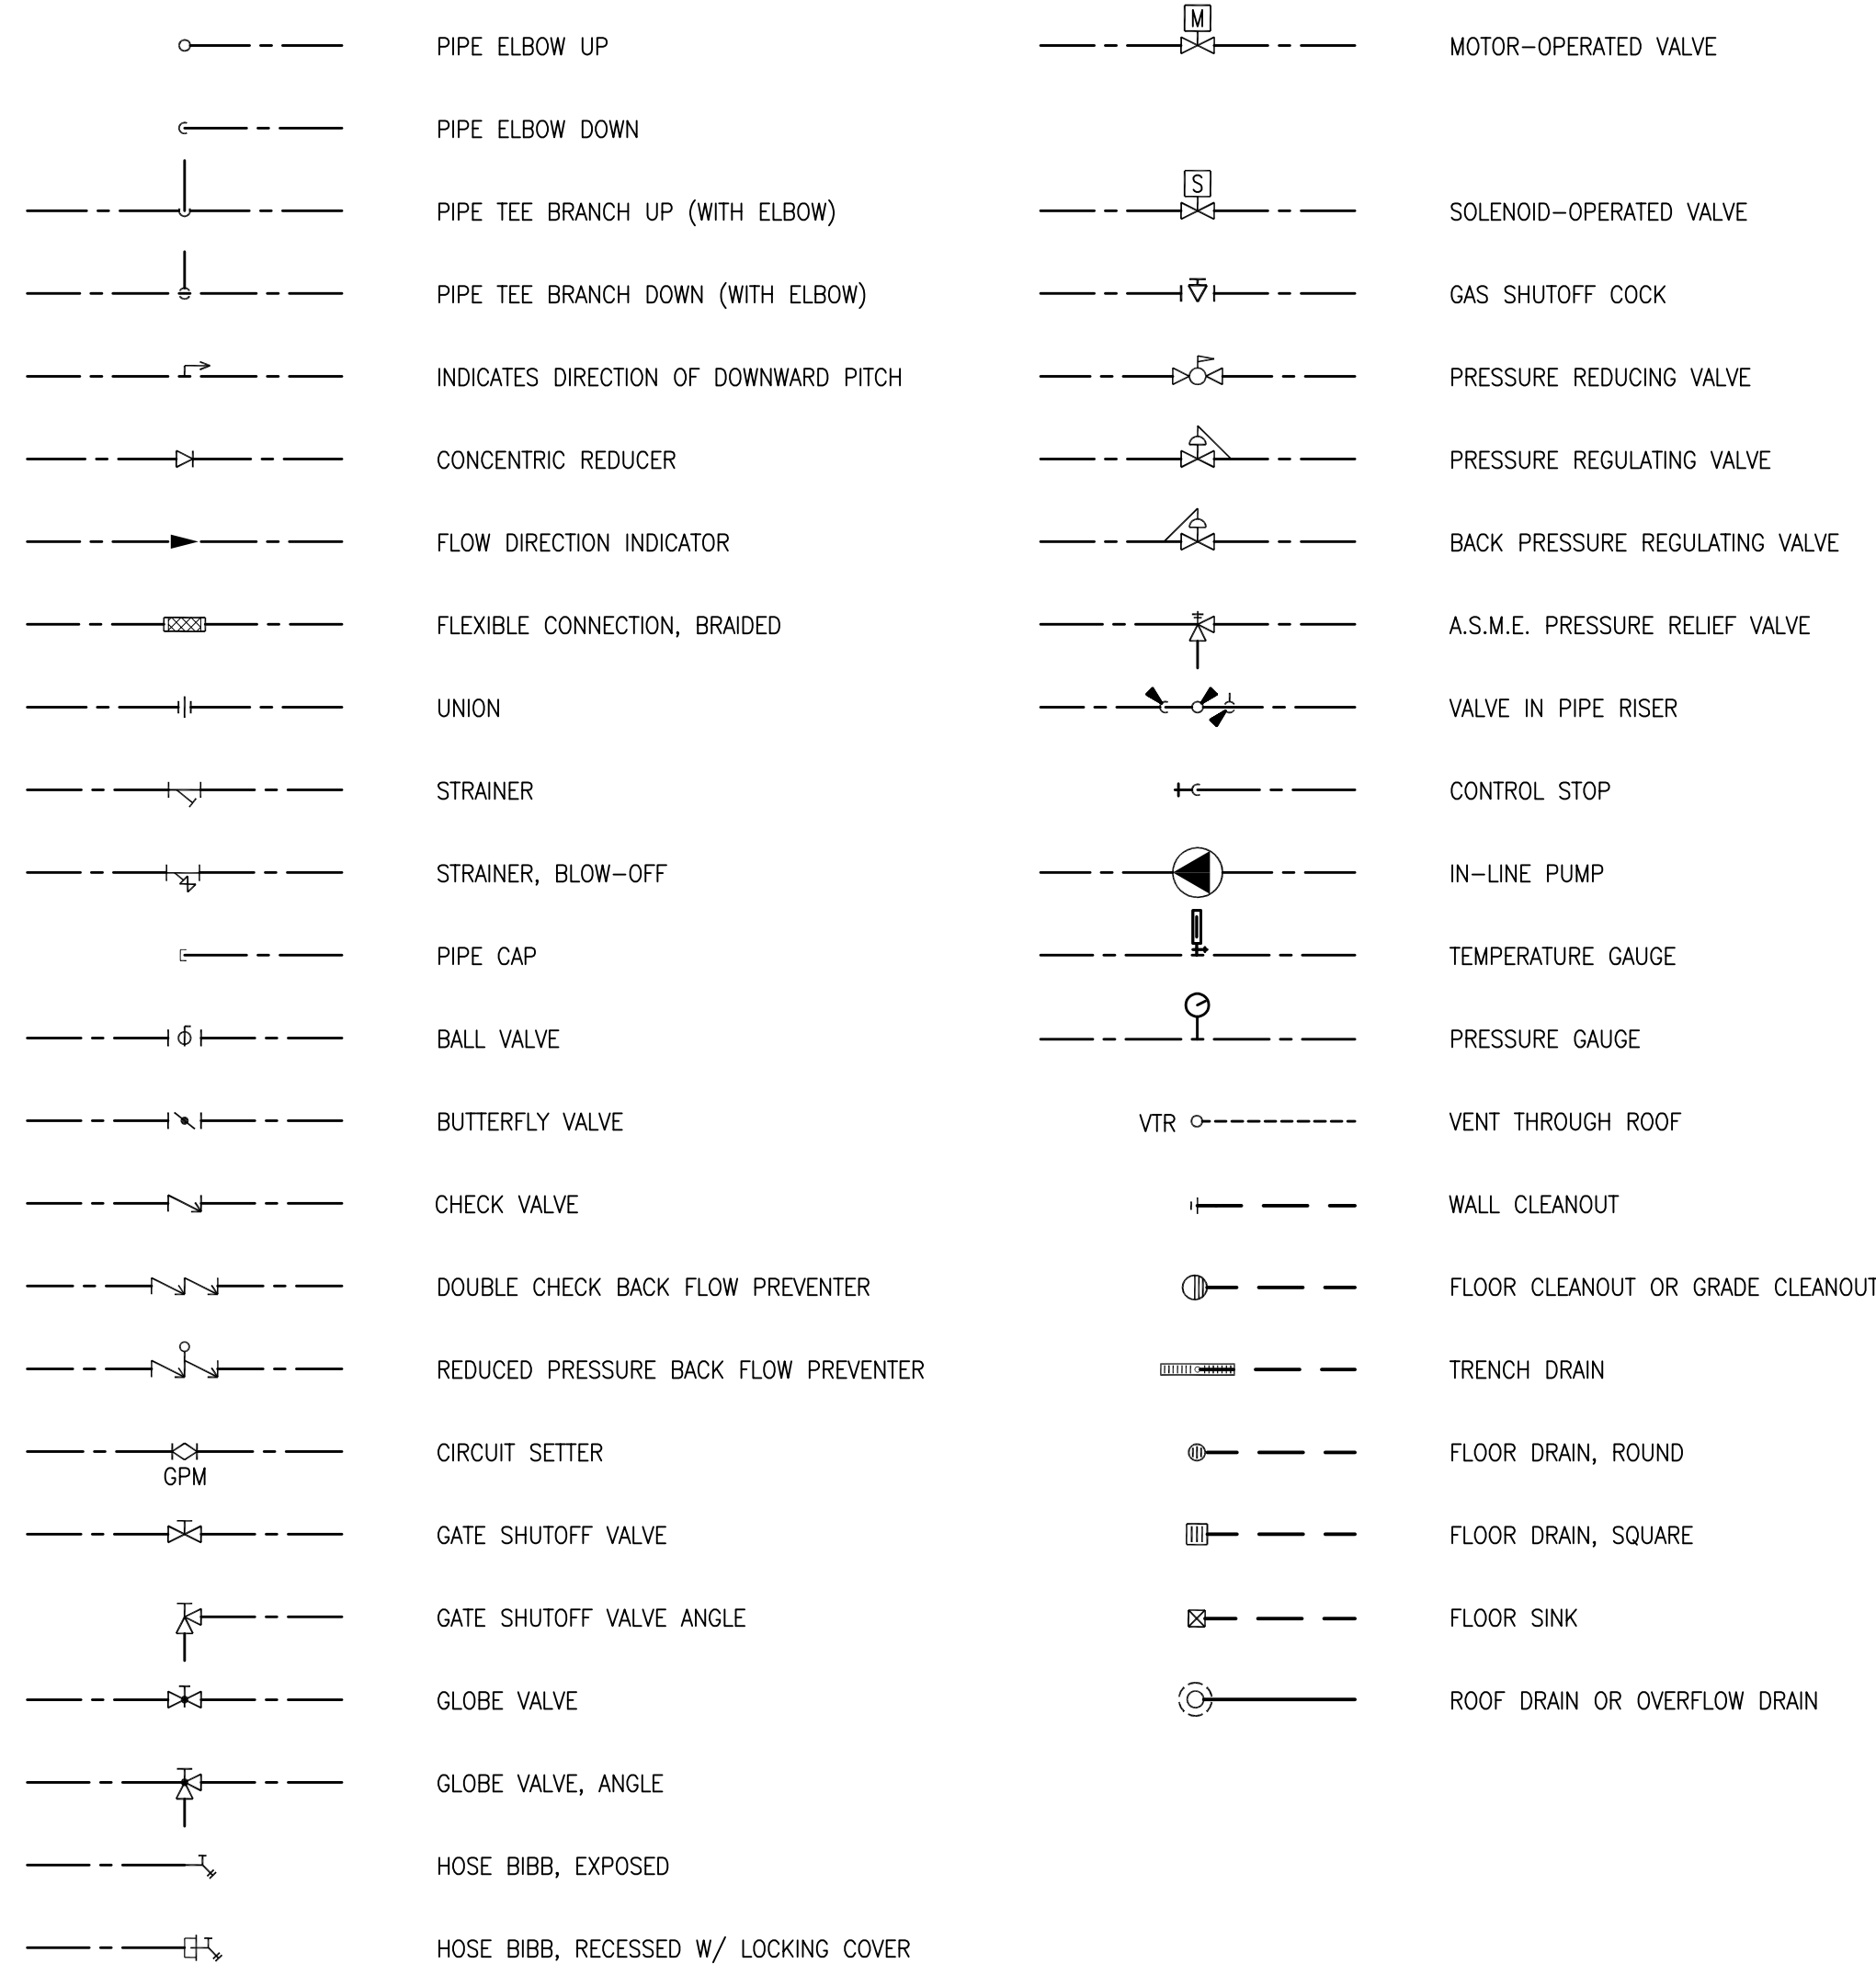 PIPE ELBOW UP
PIPE ELBOW DOWN
PIPE TEE BRANCH UP (WITH ELBOW)
PIPE TEE BRANCH DOWN (WITH ELBOW)
INDICATES DIRECTION OF DOWNWARD PITCH
CONCENTRIC REDUCER
FLOW DIRECTION INDICATOR
FLEXIBLE CONNECTION, BRAIDED
UNION
STRAINER
STRAINER, BLOW-OFF
PIPE CAP
BALL VALVE
BUTTERFLY VALVE
CHECK VALVE
DOUBLE CHECK BACK FLOW PREVENTER
REDUCED PRESSURE BACK FLOW PREVENTER
CIRCUIT SETTER
GPM
GATE SHUTOFF VALVE
GATE SHUTOFF VALVE ANGLE
GLOBE VALVE
GLOBE VALVE, ANGLE
HOSE BIBB, EXPOSED
HOSE BIBB, RECESSED W/ LOCKING COVER
M
MOTOR-OPERATED VALVE
S
SOLENOID-OPERATED VALVE
GAS SHUTOFF COCK
PRESSURE REDUCING VALVE
PRESSURE REGULATING VALVE
BACK PRESSURE REGULATING VALVE
A.S.M.E. PRESSURE RELIEF VALVE
VALVE IN PIPE RISER
CONTROL STOP
IN-LINE PUMP
TEMPERATURE GAUGE
PRESSURE GAUGE
VTR VENT THROUGH ROOF
WALL CLEANOUT
FLOOR CLEANOUT OR GRADE CLEANOUT
TRENCH DRAIN
FLOOR DRAIN, ROUND
FLOOR DRAIN, SQUARE
FLOOR SINK
ROOF DRAIN OR OVERFLOW DRAIN